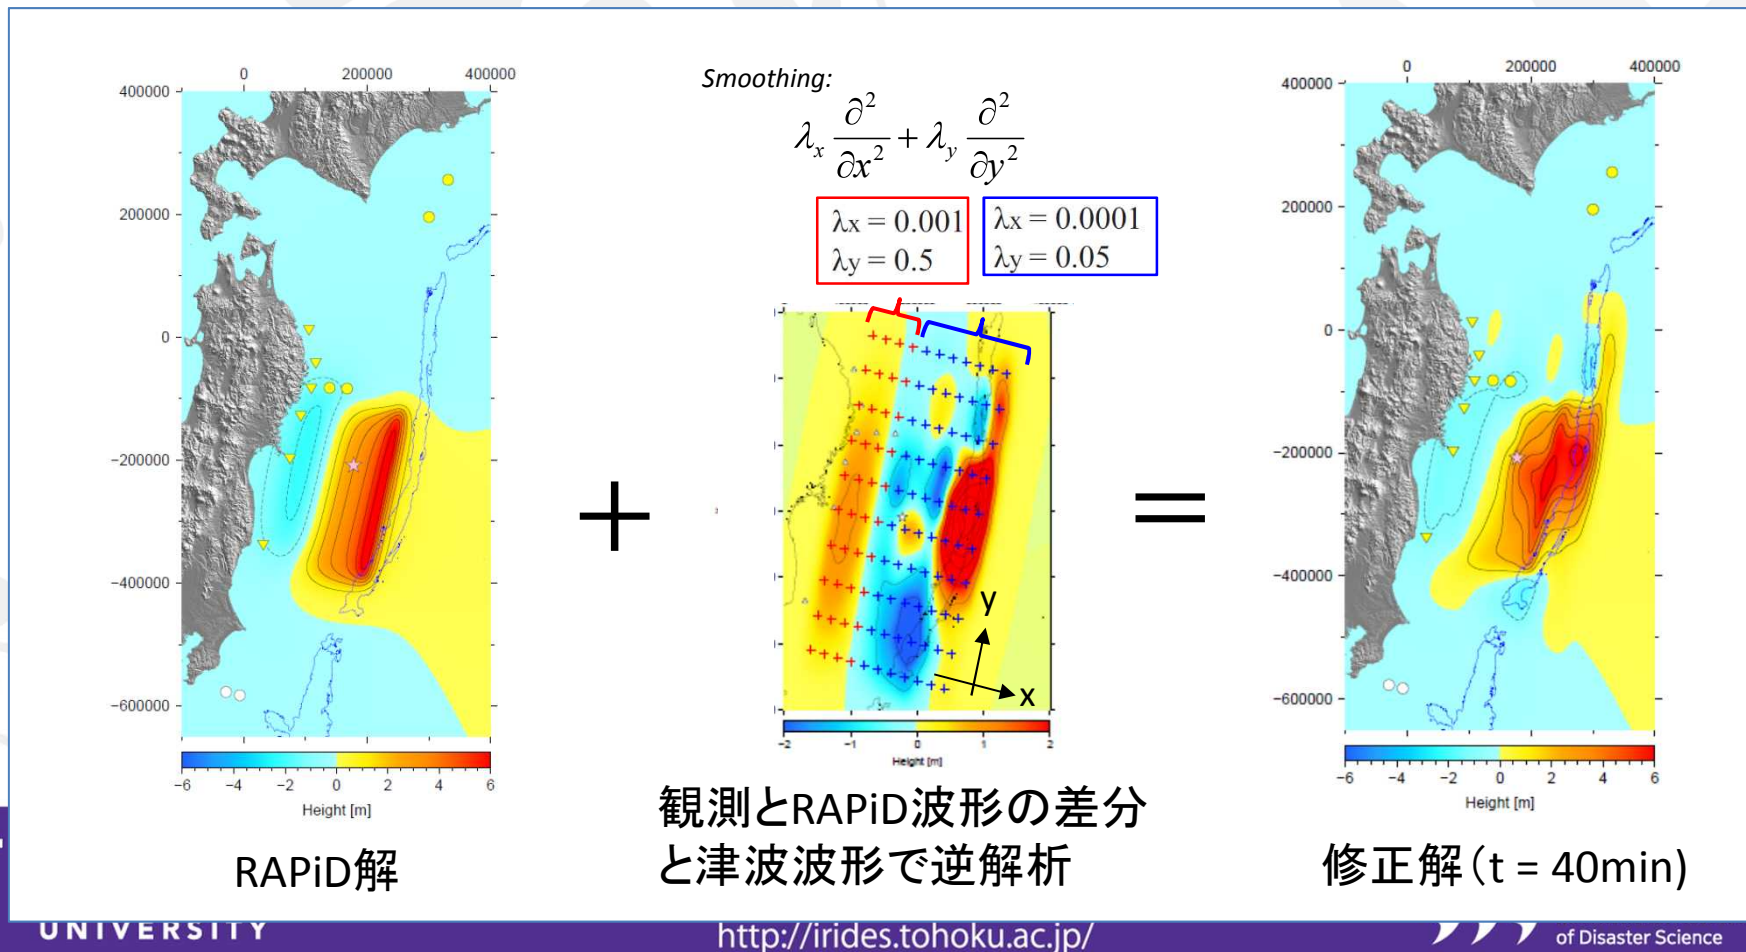 0 200000 400000
400000
200000
0
−200000
−400000
−600000
−6 −4 −2 0 2 4 6
Height [m]
RAPiD解
+
Smoothing:
λx ∂²/∂x² + λy ∂²/∂y²
λx = 0.001
λy = 0.5
λx = 0.0001
λy = 0.05
y
x
−2 −1 0 1 2
Height [m]
観測とRAPiD波形の差分
と津波波形で逆解析
=
0 200000 400000
400000
200000
0
−200000
−400000
−600000
−6 −4 −2 0 2 4 6
Height [m]
修正解(t = 40min)
UNIVERSITY
http://irides.tohoku.ac.jp/
of Disaster Science